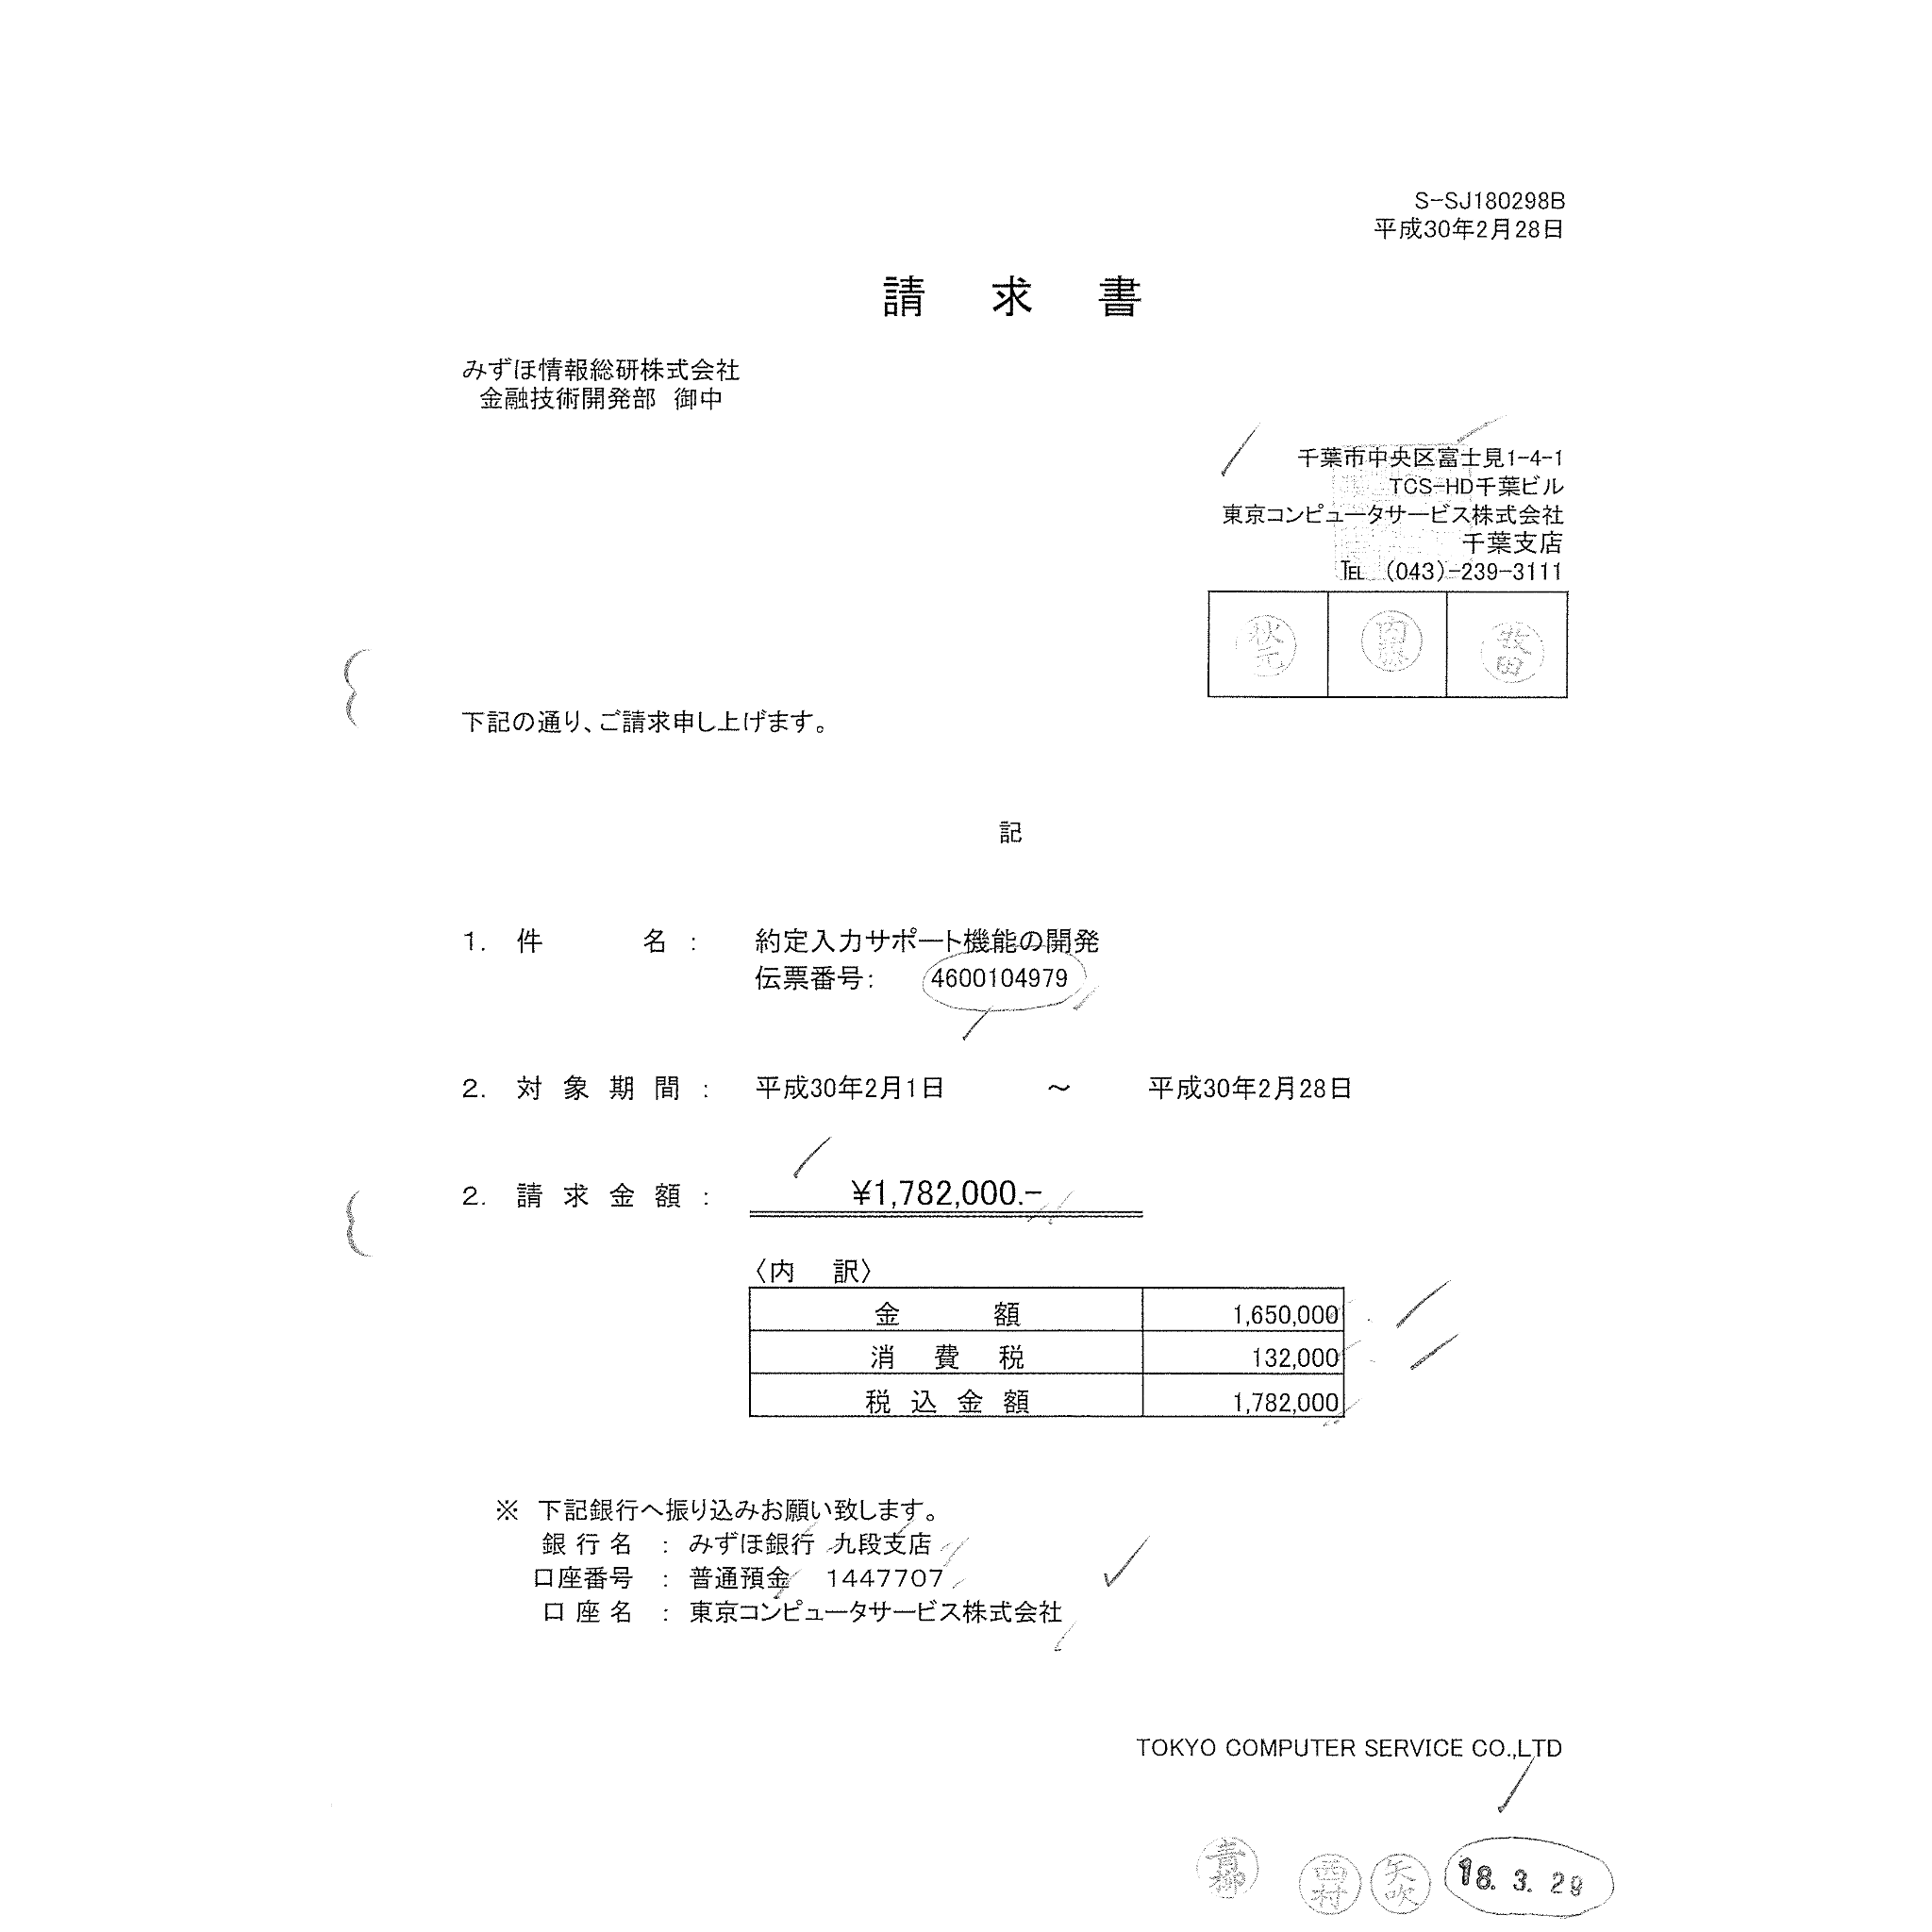 S-SJ180298B
平成30年2月28日
請 求 書
みずほ情報総研株式会社
金融技術開発部 御中
千葉市中央区富士見1-4-1
TCS-HD千葉ビル
東京コンピュータサービス株式会社
千葉支店
℡ (043)-239-3111
秋元 内藤 牧田
下記の通り、ご請求申し上げます。
記
1. 件 名 : 約定入力サポート機能の開発
伝票番号: 4600104979
2. 対 象 期 間 : 平成30年2月1日 ～ 平成30年2月28日
2. 請 求 金 額 : ¥1,782,000.-
〈内 訳〉
金 額 1,650,000
消 費 税 132,000
税 込 金 額 1,782,000
※ 下記銀行へ振り込みお願い致します。
銀 行 名 : みずほ銀行 九段支店
口座番号 : 普通預金 1447707
口 座 名 : 東京コンピュータサービス株式会社
TOKYO COMPUTER SERVICE CO.,LTD
青柳 西村 矢吹 18. 3. 29